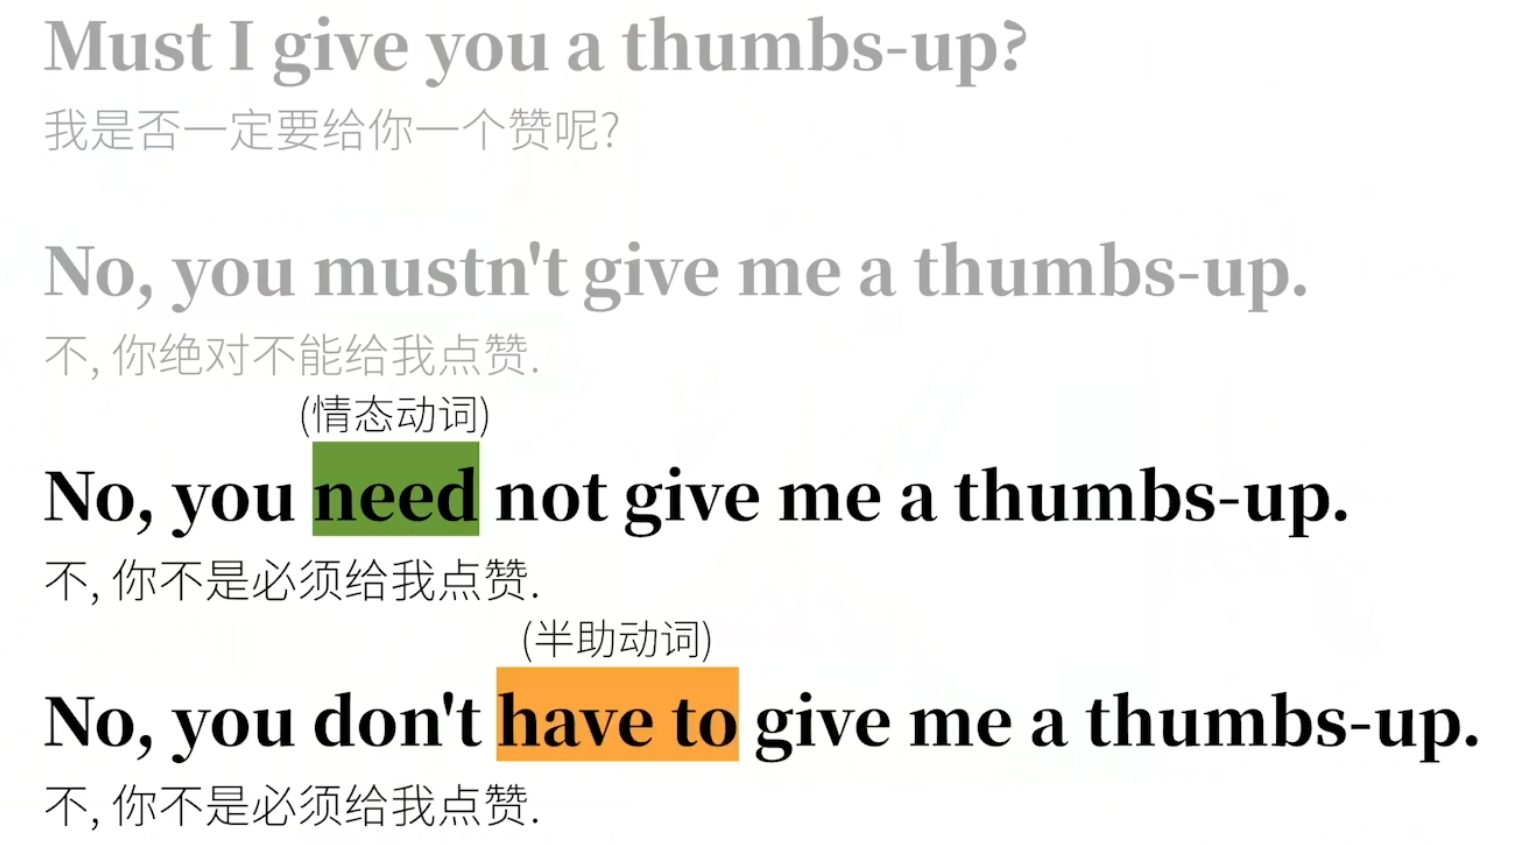 Must I give you a thumbs-up?
我是否一定要给你一个赞呢?
No, you mustn't give me a thumbs-up.
不, 你绝对不能给我点赞.
(情态动词)
No, you need not give me a thumbs-up.
不, 你不是必须给我点赞.
(半助动词)
No, you don't have to give me a thumbs-up.
不, 你不是必须给我点赞.